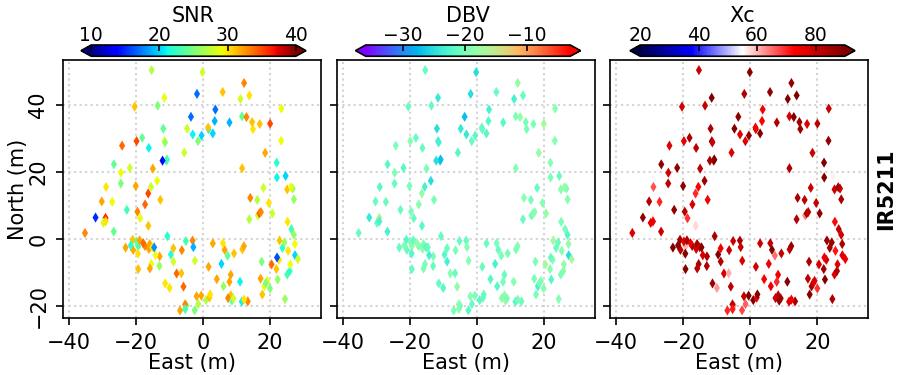 SNR DBV Xc
10 20 30 40 −30 −20 −10 20 40 60 80
North (m)
40
20
0
−20
IR5211
−40 −20 0 20 −40 −20 0 20 −40 −20 0 20
East (m) East (m) East (m)